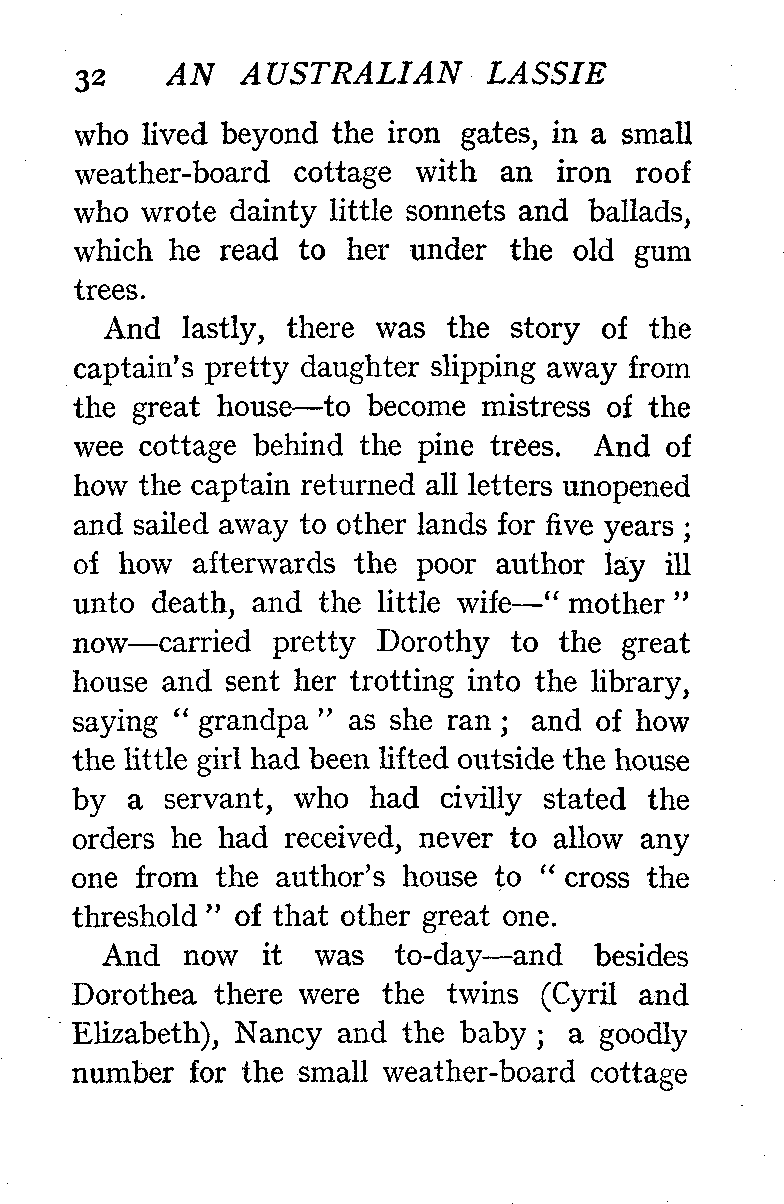 32 AN AUSTRALIAN LASSIE
who lived beyond the iron gates, in a small
weather-board cottage with an iron roof
who wrote dainty little sonnets and ballads,
which he read to her under the old gum
trees.
And lastly, there was the story of the
captain's pretty daughter slipping away from
the great house—to become mistress of the
wee cottage behind the pine trees. And of
how the captain returned all letters unopened
and sailed away to other lands for five years ;
of how afterwards the poor author lay ill
unto death, and the little wife—" mother "
now—carried pretty Dorothy to the great
house and sent her trotting into the library,
saying " grandpa " as she ran ; and of how
the little girl had been lifted outside the house
by a servant, who had civilly stated the
orders he had received, never to allow any
one from the author's house to " cross the
threshold " of that other great one.
And now it was to-day—and besides
Dorothea there were the twins (Cyril and
Elizabeth), Nancy and the baby ; a goodly
number for the small weather-board cottage